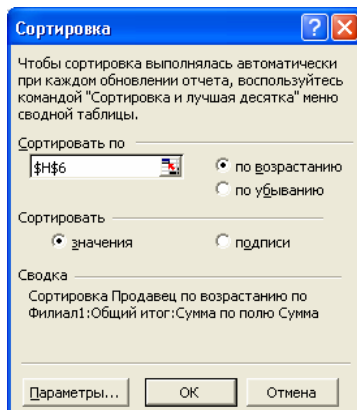 Сортировка
Чтобы сортировка выполнялась автоматически
при каждом обновлении отчета, воспользуйтесь
командой "Сортировка и лучшая десятка" меню
сводной таблицы.
Сортировать по
$H$6
по возрастанию
по убыванию
Сортировать
значения
подписи
Сводка
Сортировка Продавец по возрастанию по
Филиал1:Общий итог:Сумма по полю Сумма
Параметры... ОК Отмена